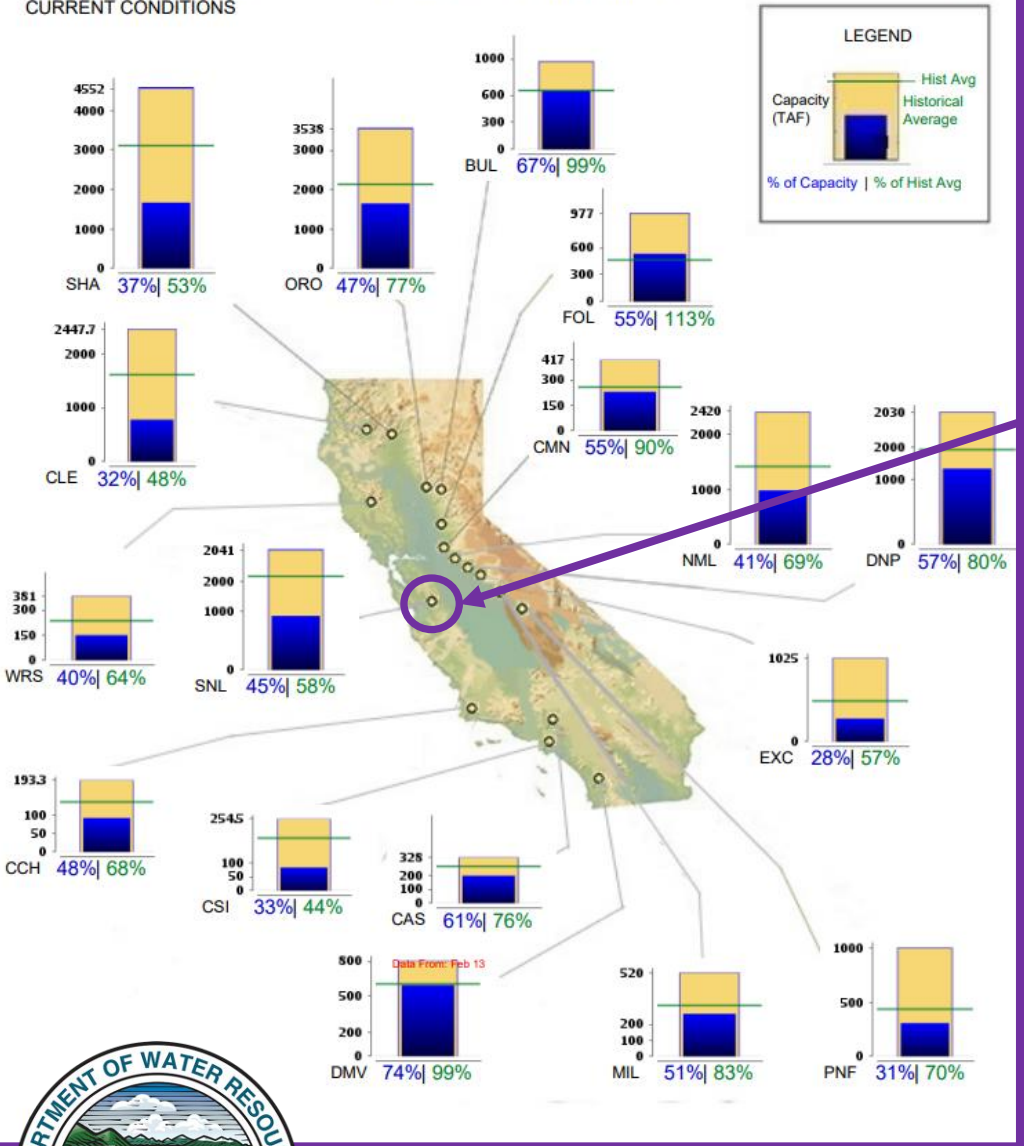 CURRENT CONDITIONS
LEGEND
Hist Avg
Capacity
(TAF)
Historical
Average
% of Capacity | % of Hist Avg
4552
4000
3000
2000
1000
0
SHA 37%| 53%
3538
3000
2000
1000
0
ORO 47%| 77%
1000
600
300
0
BUL 67%| 99%
977
600
300
0
FOL 55%| 113%
2447.7
2000
1000
0
CLE 32%| 48%
417
300
150
0
CMN 55%| 90%
2420
2000
1000
0
NML 41%| 69%
2030
2000
1000
0
DNP 57%| 80%
381
300
150
0
WRS 40%| 64%
2041
2000
1000
0
SNL 45%| 58%
1025
0
EXC 28%| 57%
193.3
100
50
0
CCH 48%| 68%
254.5
100
50
0
CSI 33%| 44%
328
200
100
0
CAS 61%| 76%
800
Data From: Feb 13
500
200
0
DMV 74%| 99%
520
200
100
0
MIL 51%| 83%
1000
500
0
PNF 31%| 70%
RTMENT OF WATER RESOU